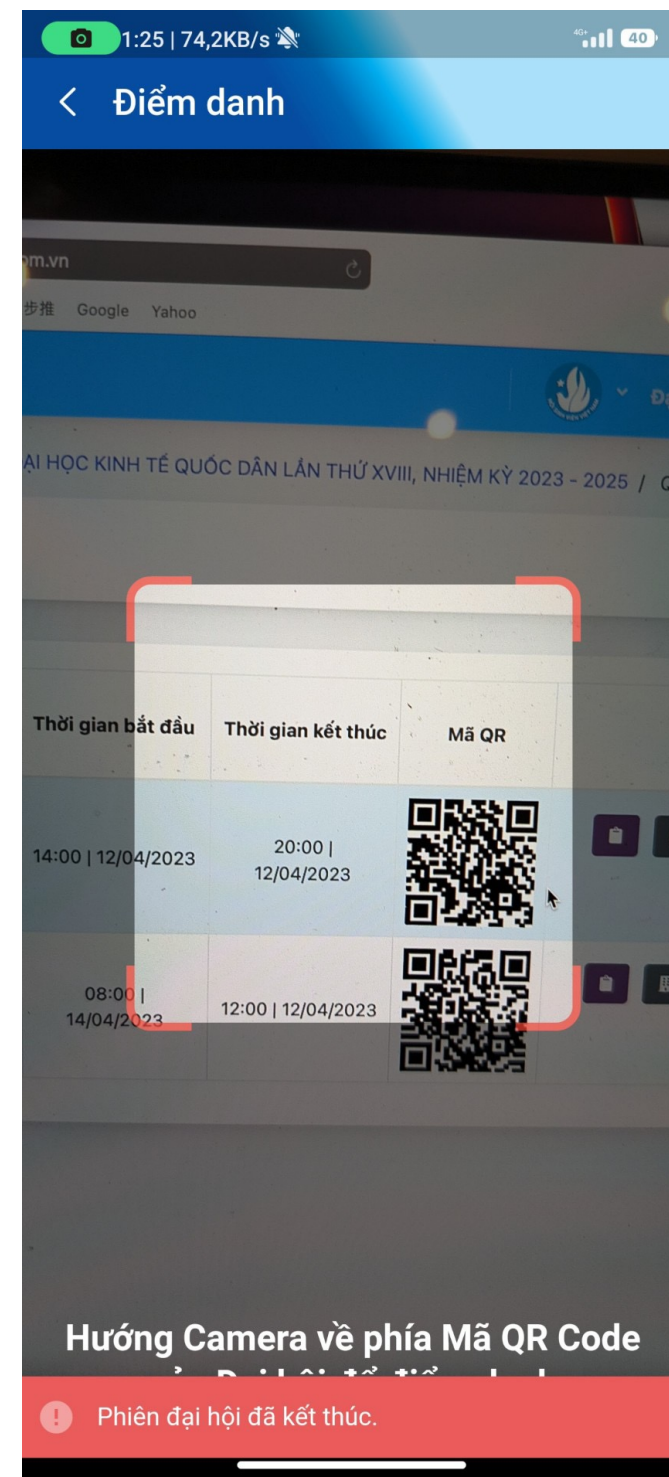 1:25 | 74,2KB/s
4G+
40
Điểm danh
om.vn
步推 Google Yahoo
ẠI HỌC KINH TẾ QUỐC DÂN LẦN THỨ XVIII, NHIỆM KỲ 2023 - 2025 /
Thời gian bắt đầu Thời gian kết thúc Mã QR
14:00 | 12/04/2023
20:00 |
12/04/2023
08:00 |
14/04/2023
12:00 | 12/04/2023
Hướng Camera về phía Mã QR Code
Phiên đại hội đã kết thúc.